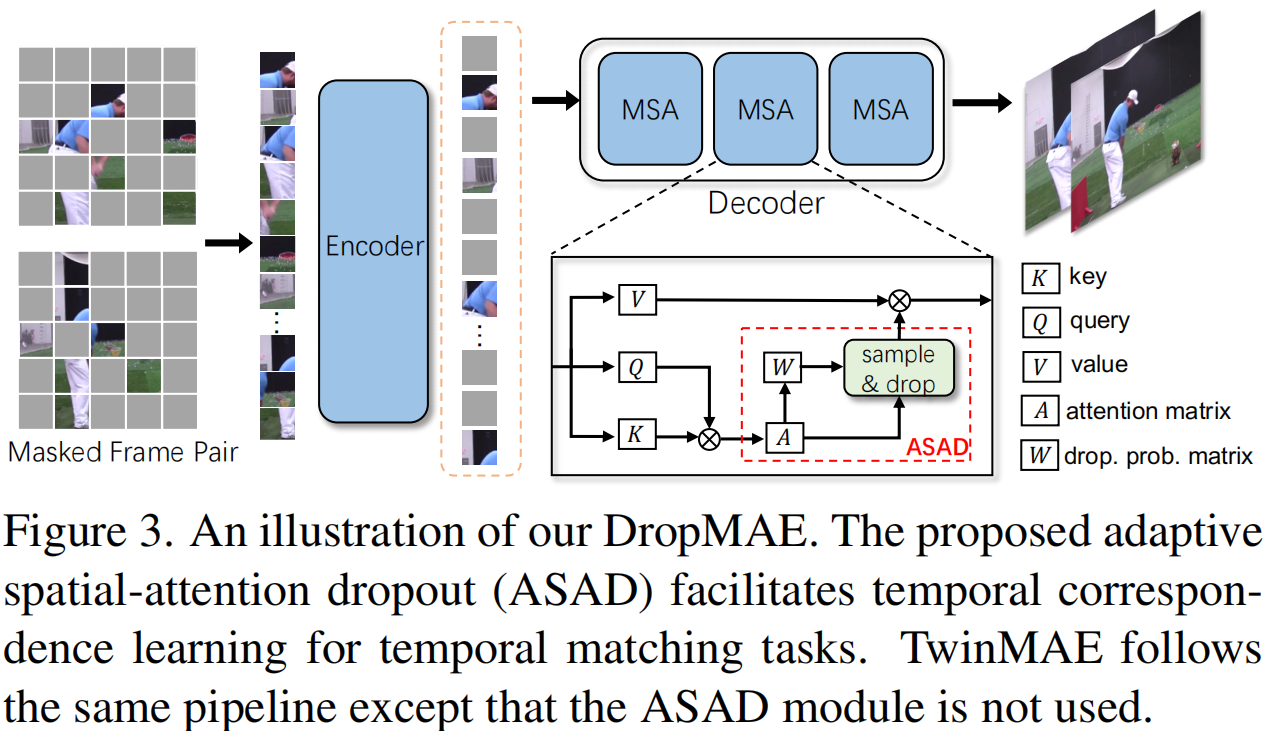 Masked Frame Pair
Encoder
⋮
⋮
MSA
MSA
MSA
Decoder
V
Q
K
W
A
sample
& drop
ASAD
K key
Q query
V value
A attention matrix
W drop. prob. matrix
Figure 3. An illustration of our DropMAE. The proposed adaptive
spatial-attention dropout (ASAD) facilitates temporal correspon-
dence learning for temporal matching tasks. TwinMAE follows
the same pipeline except that the ASAD module is not used.